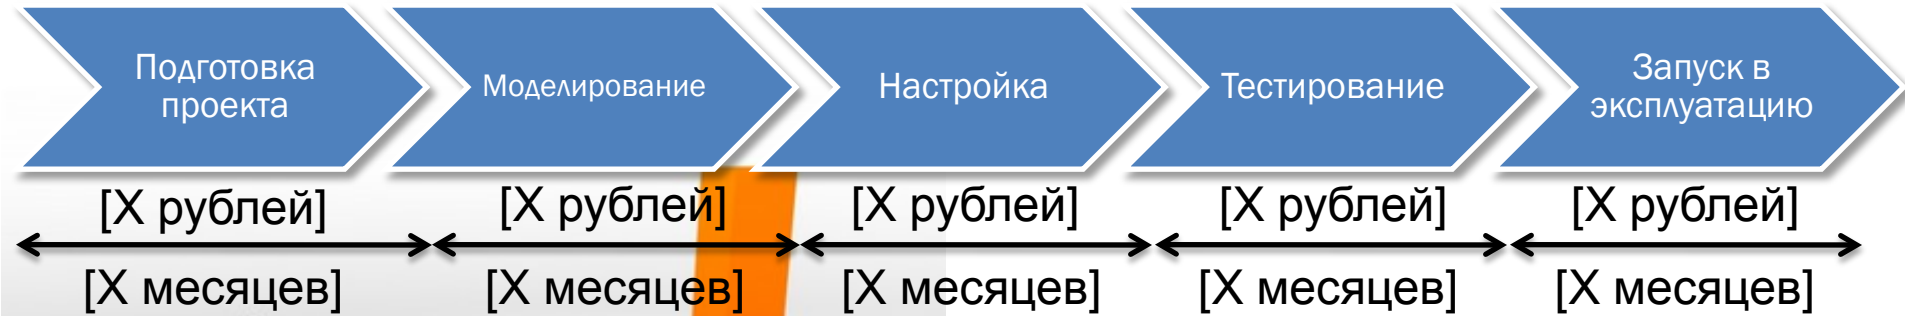 Подготовка
проекта
Моделирование
Настройка
Тестирование
Запуск в
эксплуатацию
[X рублей]
[X рублей]
[X рублей]
[X рублей]
[X рублей]
[X месяцев]
[X месяцев]
[X месяцев]
[X месяцев]
[X месяцев]